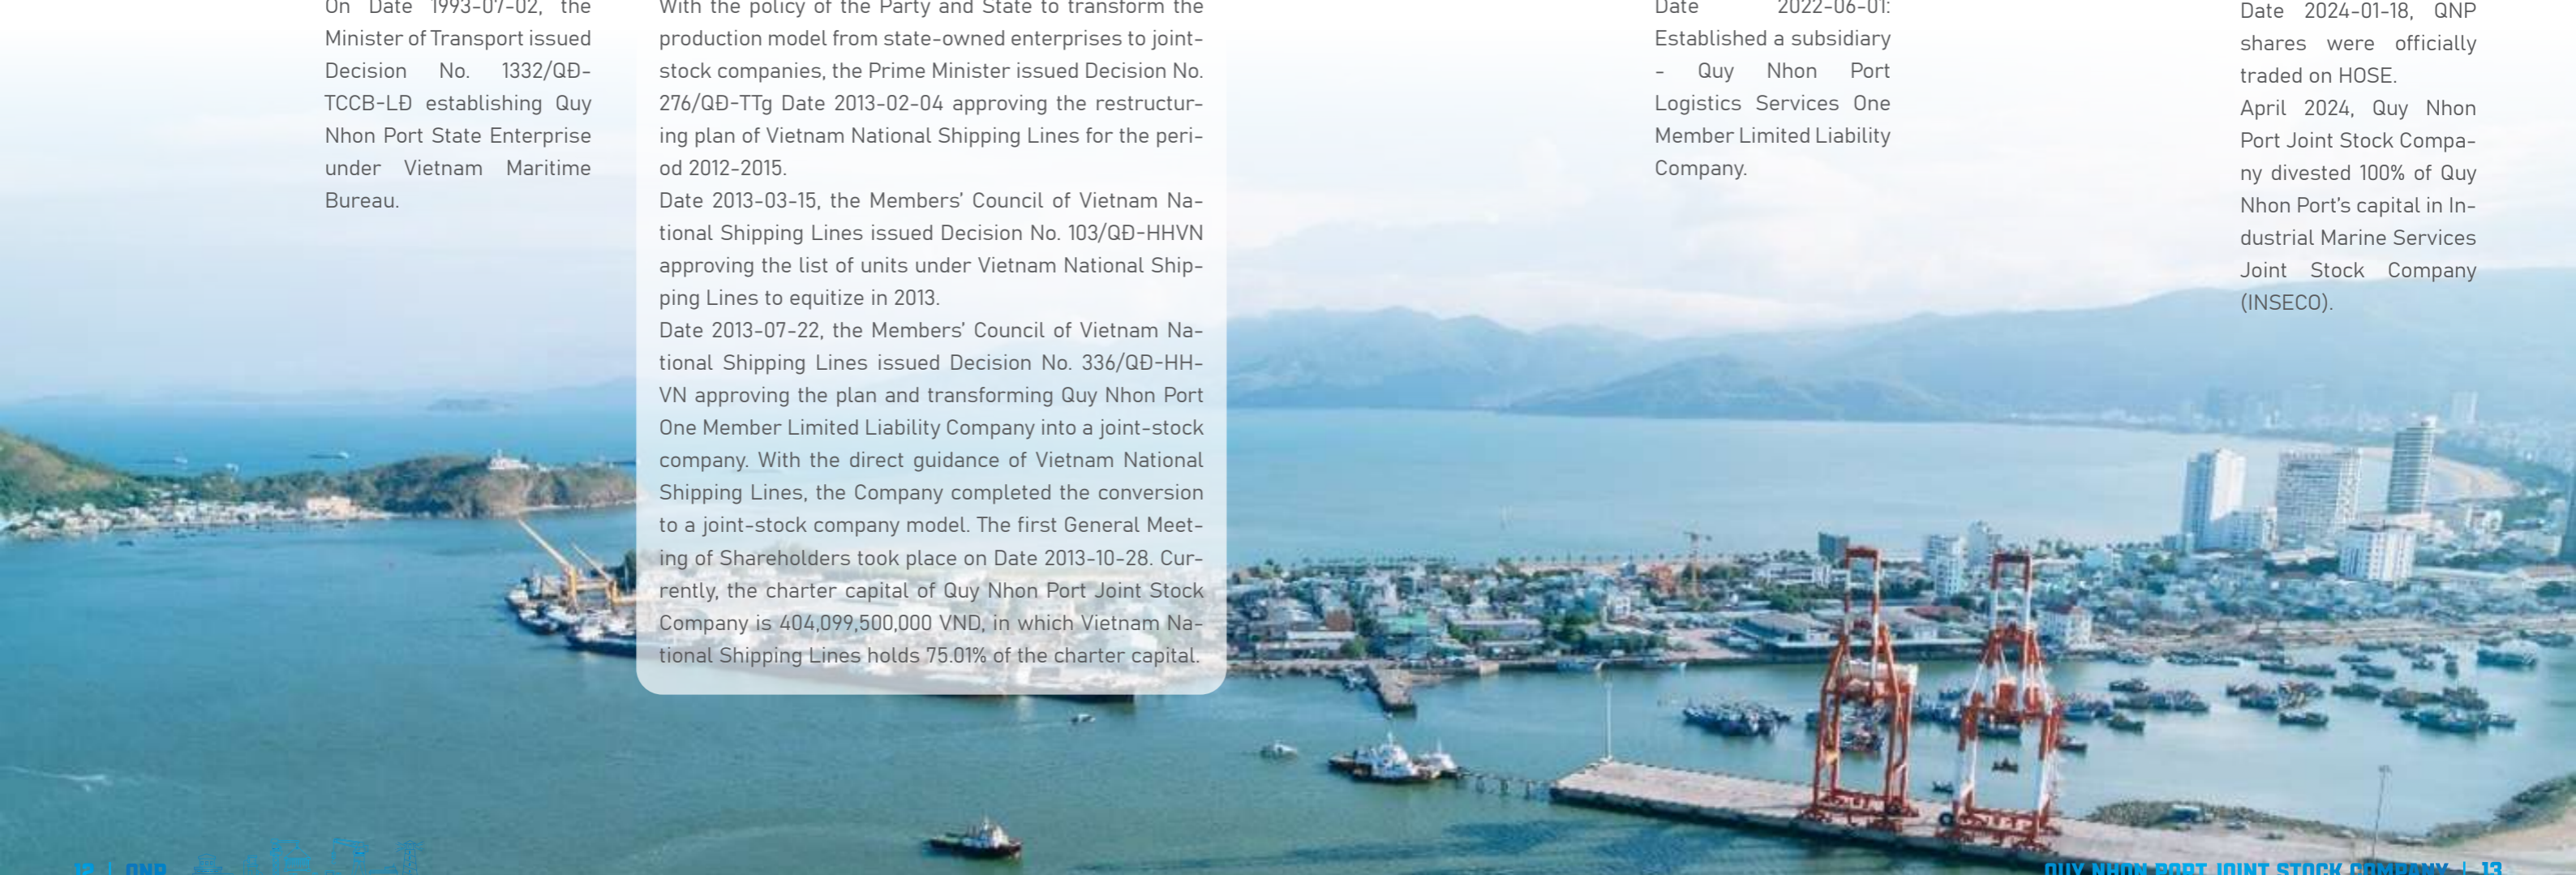 On Date 1993-07-02, the
Minister of Transport issued
Decision No. 1332/QĐ-
TCCB-LĐ establishing Quy
Nhon Port State Enterprise
under Vietnam Maritime
Bureau.
With the policy of the Party and State to transform the
production model from state-owned enterprises to joint-
stock companies, the Prime Minister issued Decision No.
276/QĐ-TTg Date 2013-02-04 approving the restructur-
ing plan of Vietnam National Shipping Lines for the peri-
od 2012-2015.
Date 2013-03-15, the Members’ Council of Vietnam Na-
tional Shipping Lines issued Decision No. 103/QĐ-HHVN
approving the list of units under Vietnam National Ship-
ping Lines to equitize in 2013.
Date 2013-07-22, the Members’ Council of Vietnam Na-
tional Shipping Lines issued Decision No. 336/QĐ-HH-
VN approving the plan and transforming Quy Nhon Port
One Member Limited Liability Company into a joint-stock
company. With the direct guidance of Vietnam National
Shipping Lines, the Company completed the conversion
to a joint-stock company model. The first General Meet-
ing of Shareholders took place on Date 2013-10-28. Cur-
rently, the charter capital of Quy Nhon Port Joint Stock
Company is 404,099,500,000 VND, in which Vietnam Na-
tional Shipping Lines holds 75.01% of the charter capital.
Date 2022-06-01:
Established a subsidiary
- Quy Nhon Port
Logistics Services One
Member Limited Liability
Company.
Date 2024-01-18, QNP
shares were officially
traded on HOSE.
April 2024, Quy Nhon
Port Joint Stock Compa-
ny divested 100% of Quy
Nhon Port’s capital in In-
dustrial Marine Services
Joint Stock Company
(INSECO).
12 | QNP
QUY NHON PORT JOINT STOCK COMPANY | 13